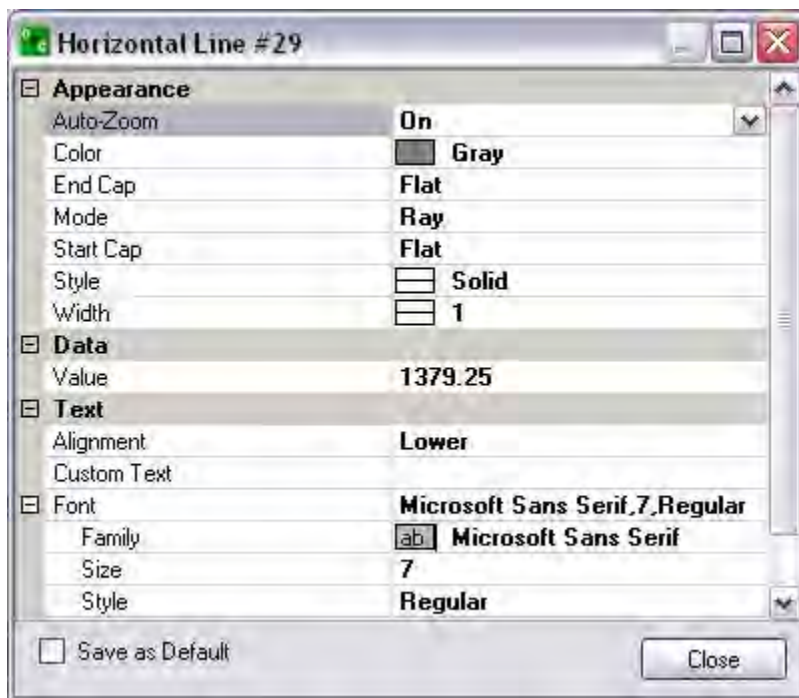 Horizontal Line #29
Appearance
Auto-Zoom On
Color Gray
End Cap Flat
Mode Ray
Start Cap Flat
Style Solid
Width 1
Data
Value 1379.25
Text
Alignment Lower
Custom Text
Font Microsoft Sans Serif,7,Regular
Family ab Microsoft Sans Serif
Size 7
Style Regular
Save as Default
Close